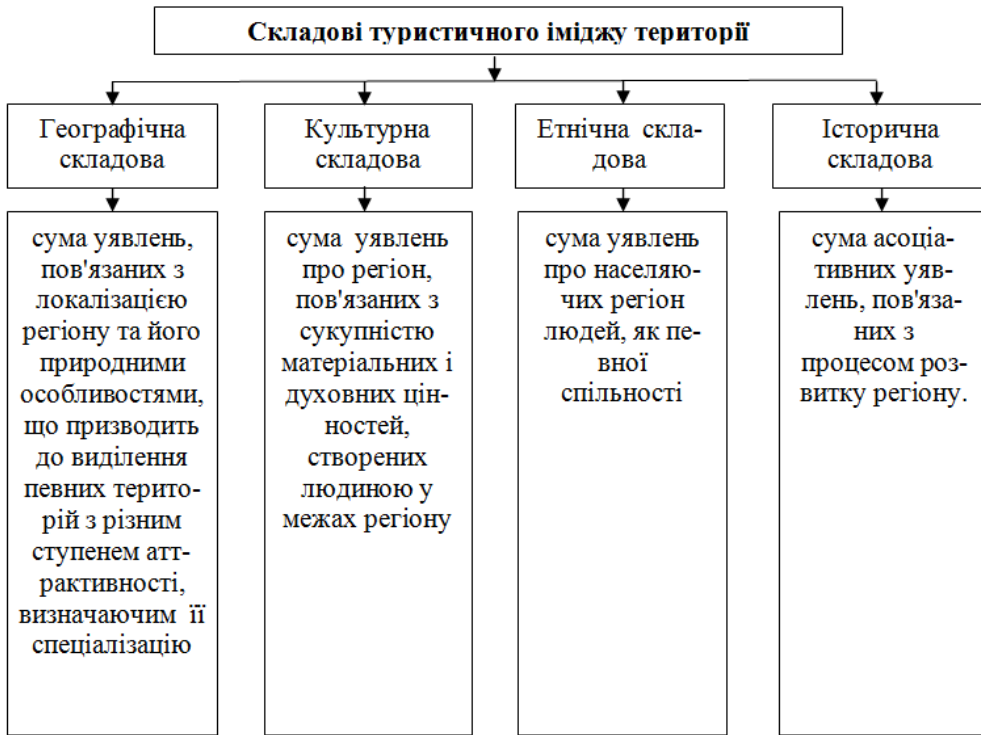 Складові туристичного іміджу території
Географічна
складова
Культурна
складова
Етнічна скла-
дова
Історична
складова
сума уявлень,
пов'язаних з
локалізацією
регіону та його
природними
особливостями,
що призводить
до виділення
певних терито-
рій з різним
ступенем атт-
рактивності,
визначаючим її
спеціалізацію
сума уявлень
про регіон,
пов'язаних з
сукупністю
матеріальних і
духовних цін-
ностей,
створених
людиною у
межах регіону
сума уявлень
про населяю-
чих регіон
людей, як пе-
вної
спільності
сума асоціа-
тивних уяв-
лень, пов'яза-
них з
процесом роз-
витку регіону.